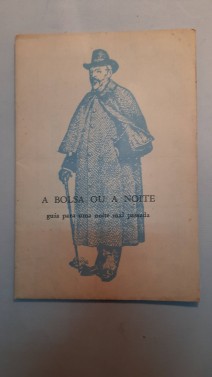 A BOLSA OU A NOITE
guia para uma noite mal passada